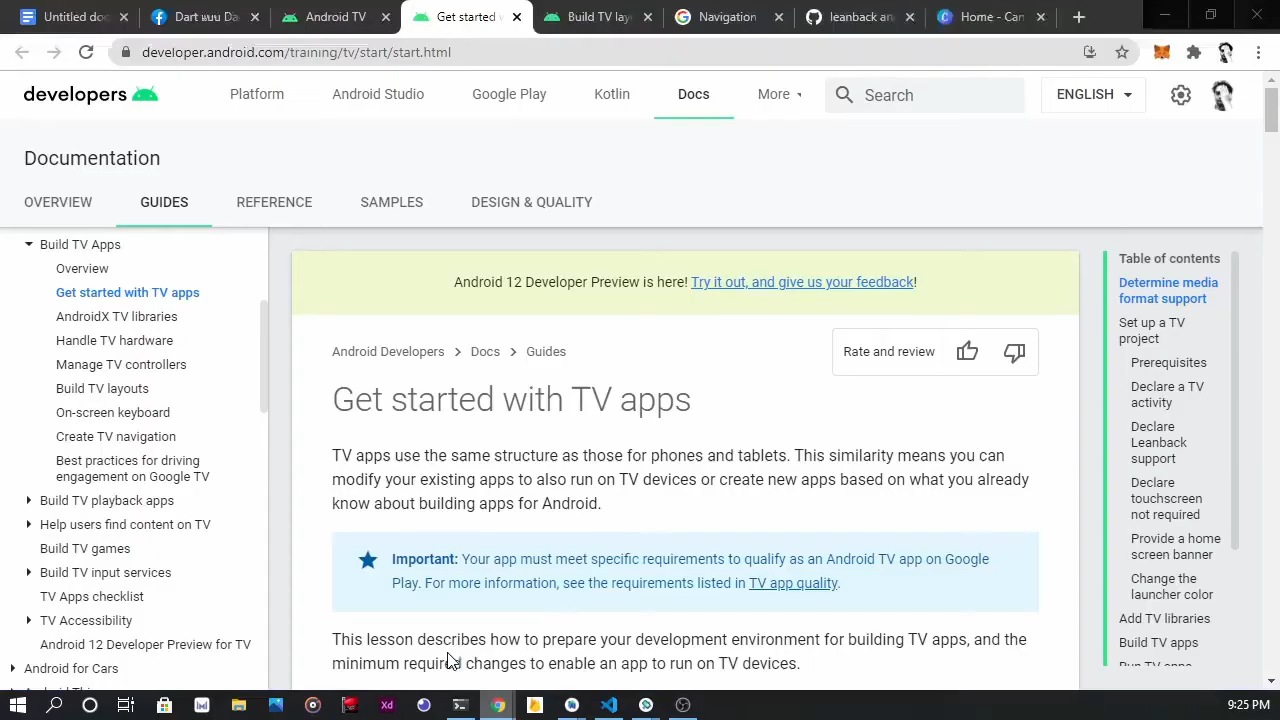 Untitled doc
Dart แบบ Da
Android TV
Get started w
Build TV lay
Navigation
leanback an
Home - Can
developer.android.com/training/tv/start/start.html
developers
Platform
Android Studio
Google Play
Kotlin
Docs
More
Search
ENGLISH
Documentation
OVERVIEW
GUIDES
REFERENCE
SAMPLES
DESIGN & QUALITY
Build TV Apps
Overview
Get started with TV apps
AndroidX TV libraries
Handle TV hardware
Manage TV controllers
Build TV layouts
On-screen keyboard
Create TV navigation
Best practices for driving
engagement on Google TV
Build TV playback apps
Help users find content on TV
Build TV games
Build TV input services
TV Apps checklist
TV Accessibility
Android 12 Developer Preview for TV
Android for Cars
Android 12 Developer Preview is here! Try it out, and give us your feedback!
Android Developers
Docs
Guides
Rate and review
Get started with TV apps
TV apps use the same structure as those for phones and tablets. This similarity means you can
modify your existing apps to also run on TV devices or create new apps based on what you already
know about building apps for Android.
Important: Your app must meet specific requirements to qualify as an Android TV app on Google
Play. For more information, see the requirements listed in TV app quality.
This lesson describes how to prepare your development environment for building TV apps, and the
minimum required changes to enable an app to run on TV devices.
Table of contents
Determine media
format support
Set up a TV
project
Prerequisites
Declare a TV
activity
Declare
Leanback
support
Declare
touchscreen
not required
Provide a home
screen banner
Change the
launcher color
Add TV libraries
Build TV apps
Run TV apps
Xd
9:25 PM